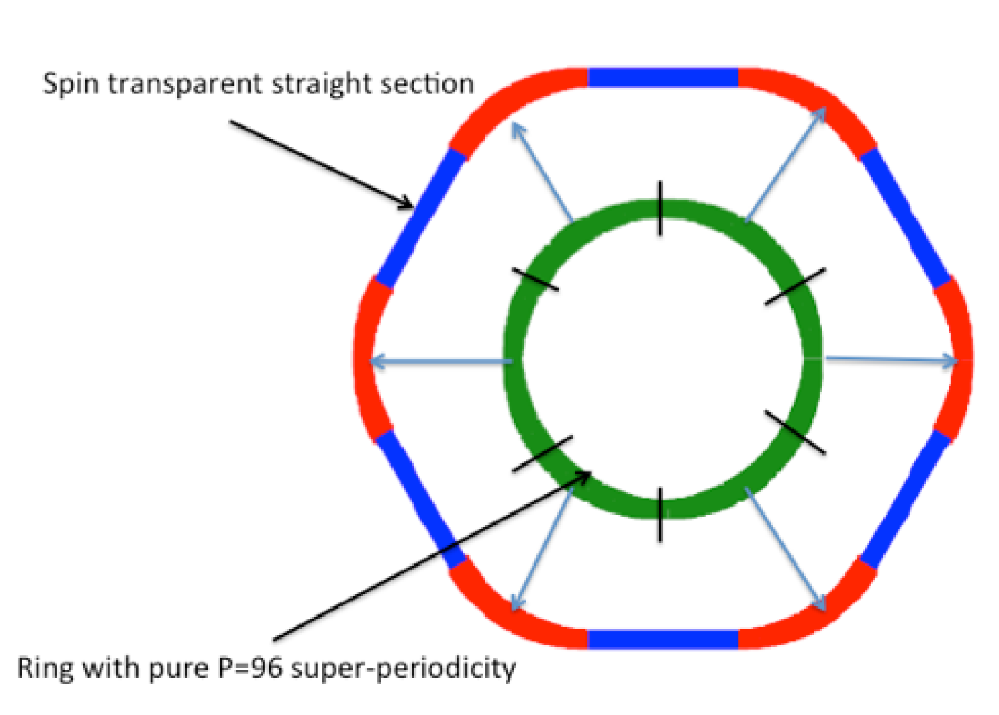 Spin transparent straight section
Ring with pure P=96 super-periodicity